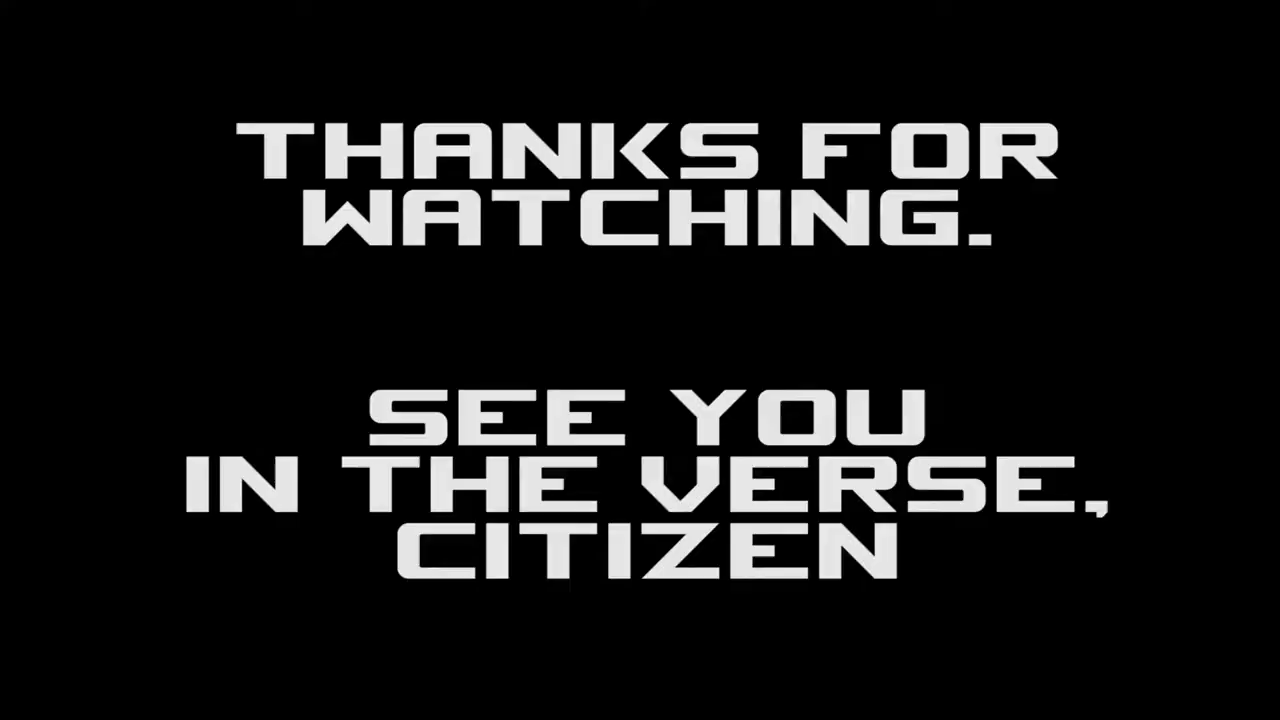 THANKS FOR
WATCHING.
SEE YOU
IN THE VERSE,
CITIZEN